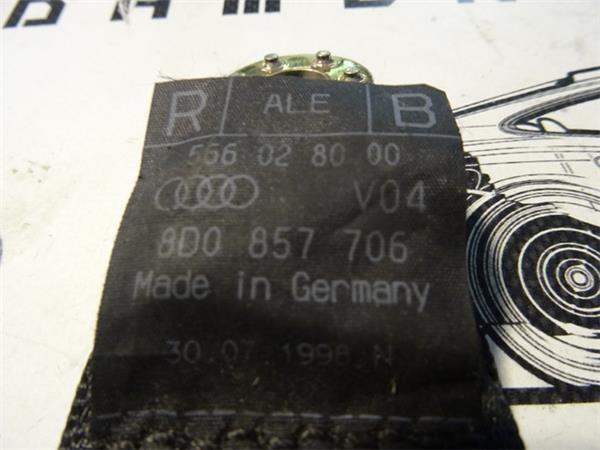 R ALE B
566 02 80 00
V04
8D0 857 706
Made in Germany
30.07.1998 N